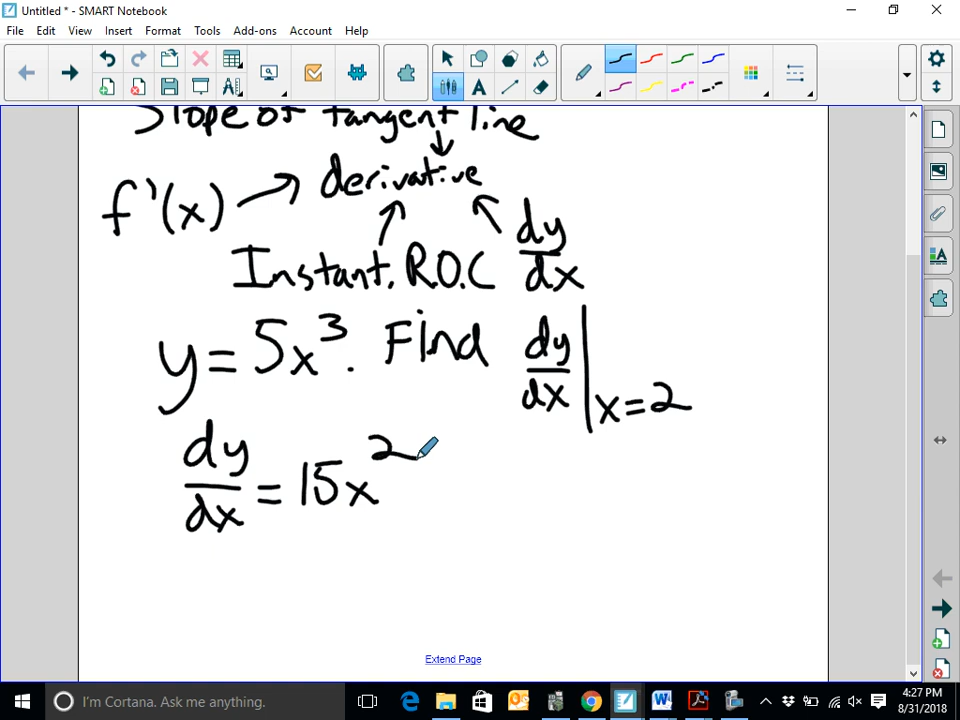 Untitled * - SMART Notebook
File Edit View Insert Format Tools Add-ons Account Help
Slope of tangent line
f'(x) → derivative
Instant. R.O.C dy/dx
y = 5x³. Find dy/dx | x=2
dy/dx = 15x²
Extend Page
I'm Cortana. Ask me anything.
4:27 PM
8/31/2018